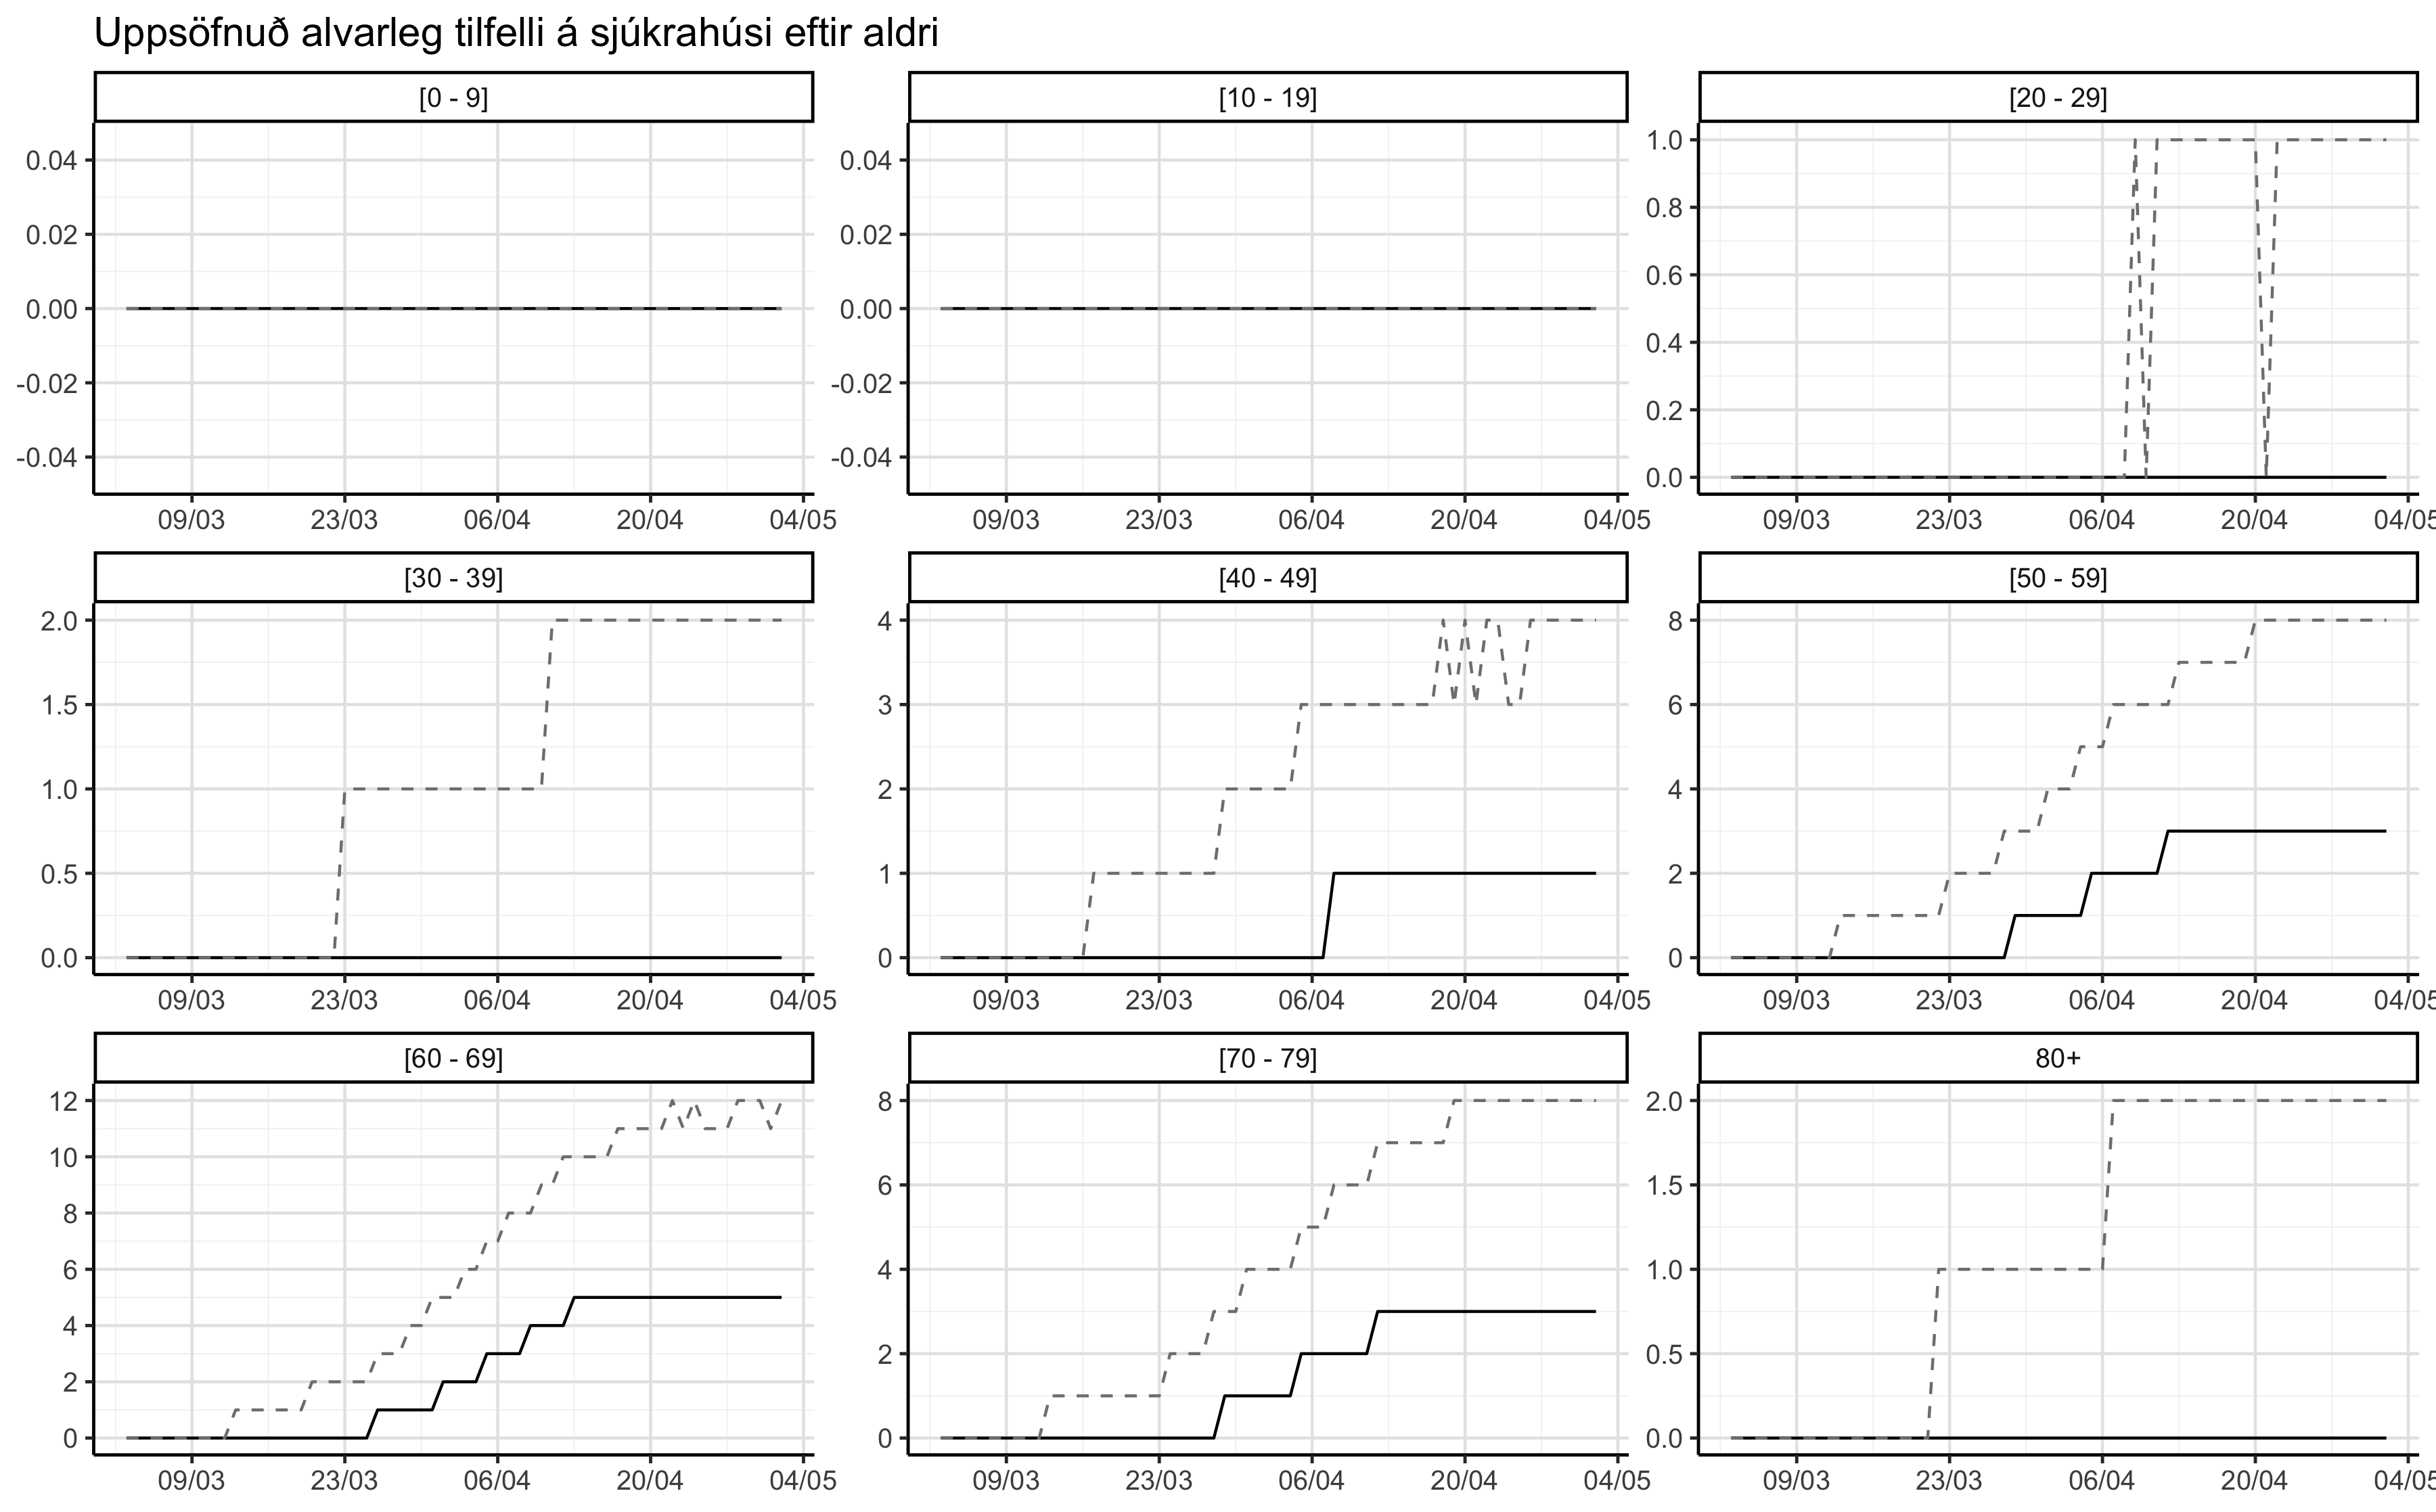 Uppsöfnuð alvarleg tilfelli á sjúkrahúsi eftir aldri
[0 - 9]
0.04
0.02
0.00
-0.02
-0.04
09/03 23/03 06/04 20/04 04/05
[10 - 19]
0.04
0.02
0.00
-0.02
-0.04
09/03 23/03 06/04 20/04 04/05
[20 - 29]
1.0
0.8
0.6
0.4
0.2
0.0
09/03 23/03 06/04 20/04 04/05
[30 - 39]
2.0
1.5
1.0
0.5
0.0
09/03 23/03 06/04 20/04 04/05
[40 - 49]
4
3
2
1
0
09/03 23/03 06/04 20/04 04/05
[50 - 59]
8
6
4
2
0
09/03 23/03 06/04 20/04 04/05
[60 - 69]
12
10
8
6
4
2
0
09/03 23/03 06/04 20/04 04/05
[70 - 79]
8
6
4
2
0
09/03 23/03 06/04 20/04 04/05
80+
2.0
1.5
1.0
0.5
0.0
09/03 23/03 06/04 20/04 04/05